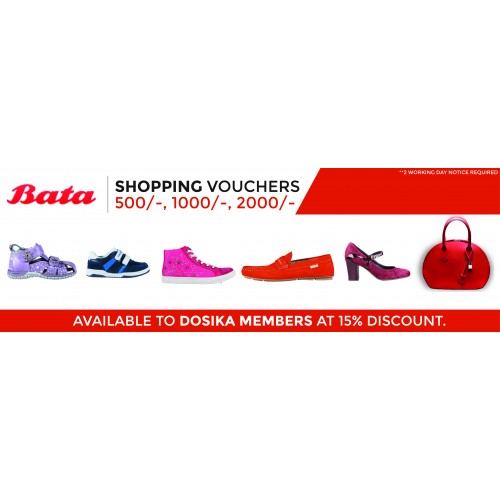 **2 WORKING DAY NOTICE REQUIRED
Bata
SHOPPING VOUCHERS
500/-, 1000/-, 2000/-
AVAILABLE TO DOSIKA MEMBERS AT 15% DISCOUNT.